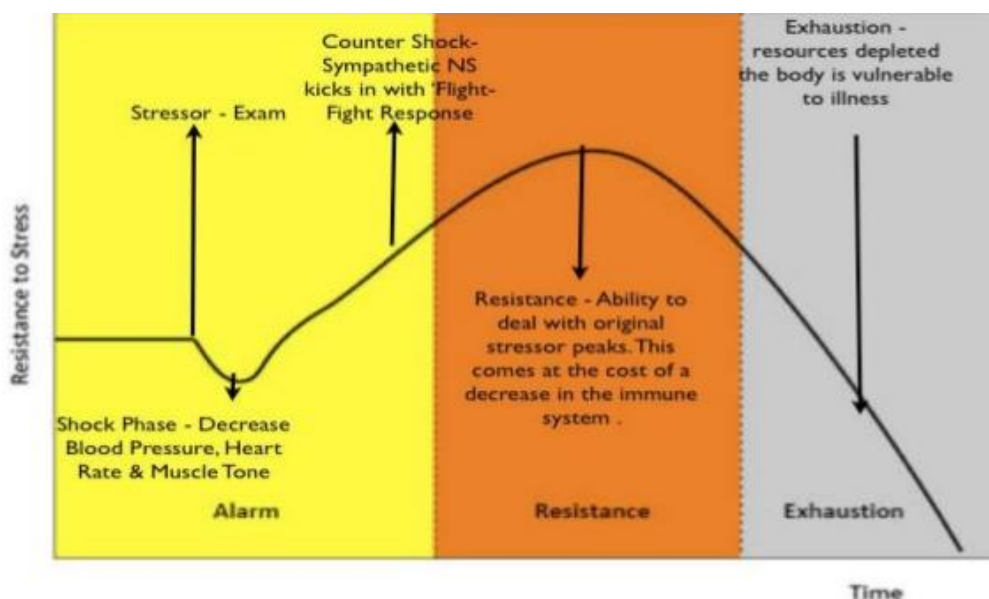 Stressor - Exam
Counter Shock-
Sympathetic NS
kicks in with 'Flight-
Fight Response
Exhaustion -
resources depleted
the body is vulnerable
to illness
Resistance to Stress
Shock Phase - Decrease
Blood Pressure, Heart
Rate & Muscle Tone
Resistance - Ability to
deal with original
stressor peaks. This
comes at the cost of a
decrease in the immune
system .
Alarm
Resistance
Exhaustion
Time